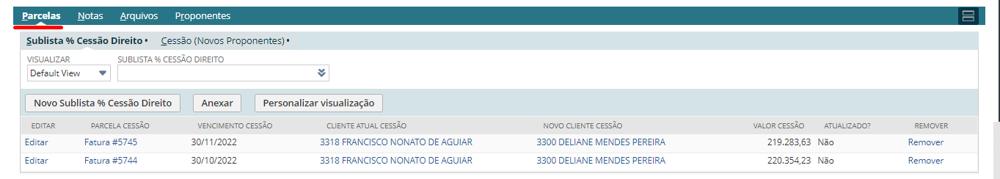 Parcelas Notas Arquivos Proponentes
Sublista % Cessão Direito • Cessão (Novos Proponentes) •
VISUALIZAR SUBLISTA % CESSÃO DIREITO
Default View
Novo Sublista % Cessão Direito Anexar Personalizar visualização
EDITAR PARCELA CESSÃO VENCIMENTO CESSÃO CLIENTE ATUAL CESSÃO NOVO CLIENTE CESSÃO VALOR CESSÃO ATUALIZADO? REMOVER
Editar Fatura #5745 30/11/2022 3318 FRANCISCO NONATO DE AGUIAR 3300 DELIANE MENDES PEREIRA 219.283,63 Não Remover
Editar Fatura #5744 30/10/2022 3318 FRANCISCO NONATO DE AGUIAR 3300 DELIANE MENDES PEREIRA 220.354,23 Não Remover